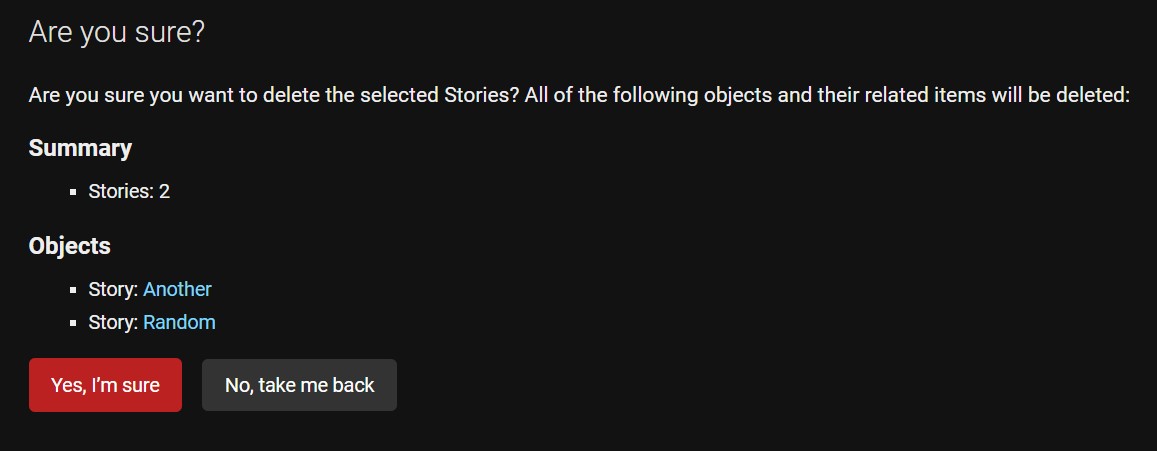 Are you sure?
Are you sure you want to delete the selected Stories? All of the following objects and their related items will be deleted:
Summary
Stories: 2
Objects
Story: Another
Story: Random
Yes, I’m sure
No, take me back